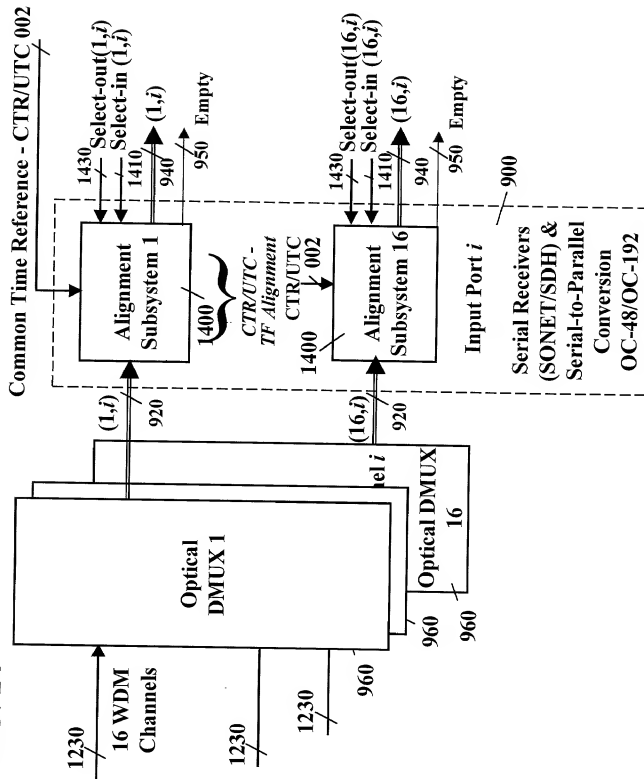 Common Time Reference - CTR/UTC 002
1230
16 WDM
Channels
1230
1230
Optical
DMUX 1
960
960
960
Optical DMUX
16
i
(1,i)
920
(16,i)
920
Alignment
Subsystem 1
1400
CTR/UTC -
TF Alignment
CTR/UTC
002
Alignment
Subsystem 16
1400
1430
Select-out(1,i)
Select-in (1,i)
1410
(1,i)
940
950
Empty
1430
Select-out(16,i)
Select-in (16,i)
1410
(16,i)
940
950
Empty
900
Input Port i
Serial Receivers
(SONET/SDH) &
Serial-to-Parallel
Conversion
OC-48/OC-192